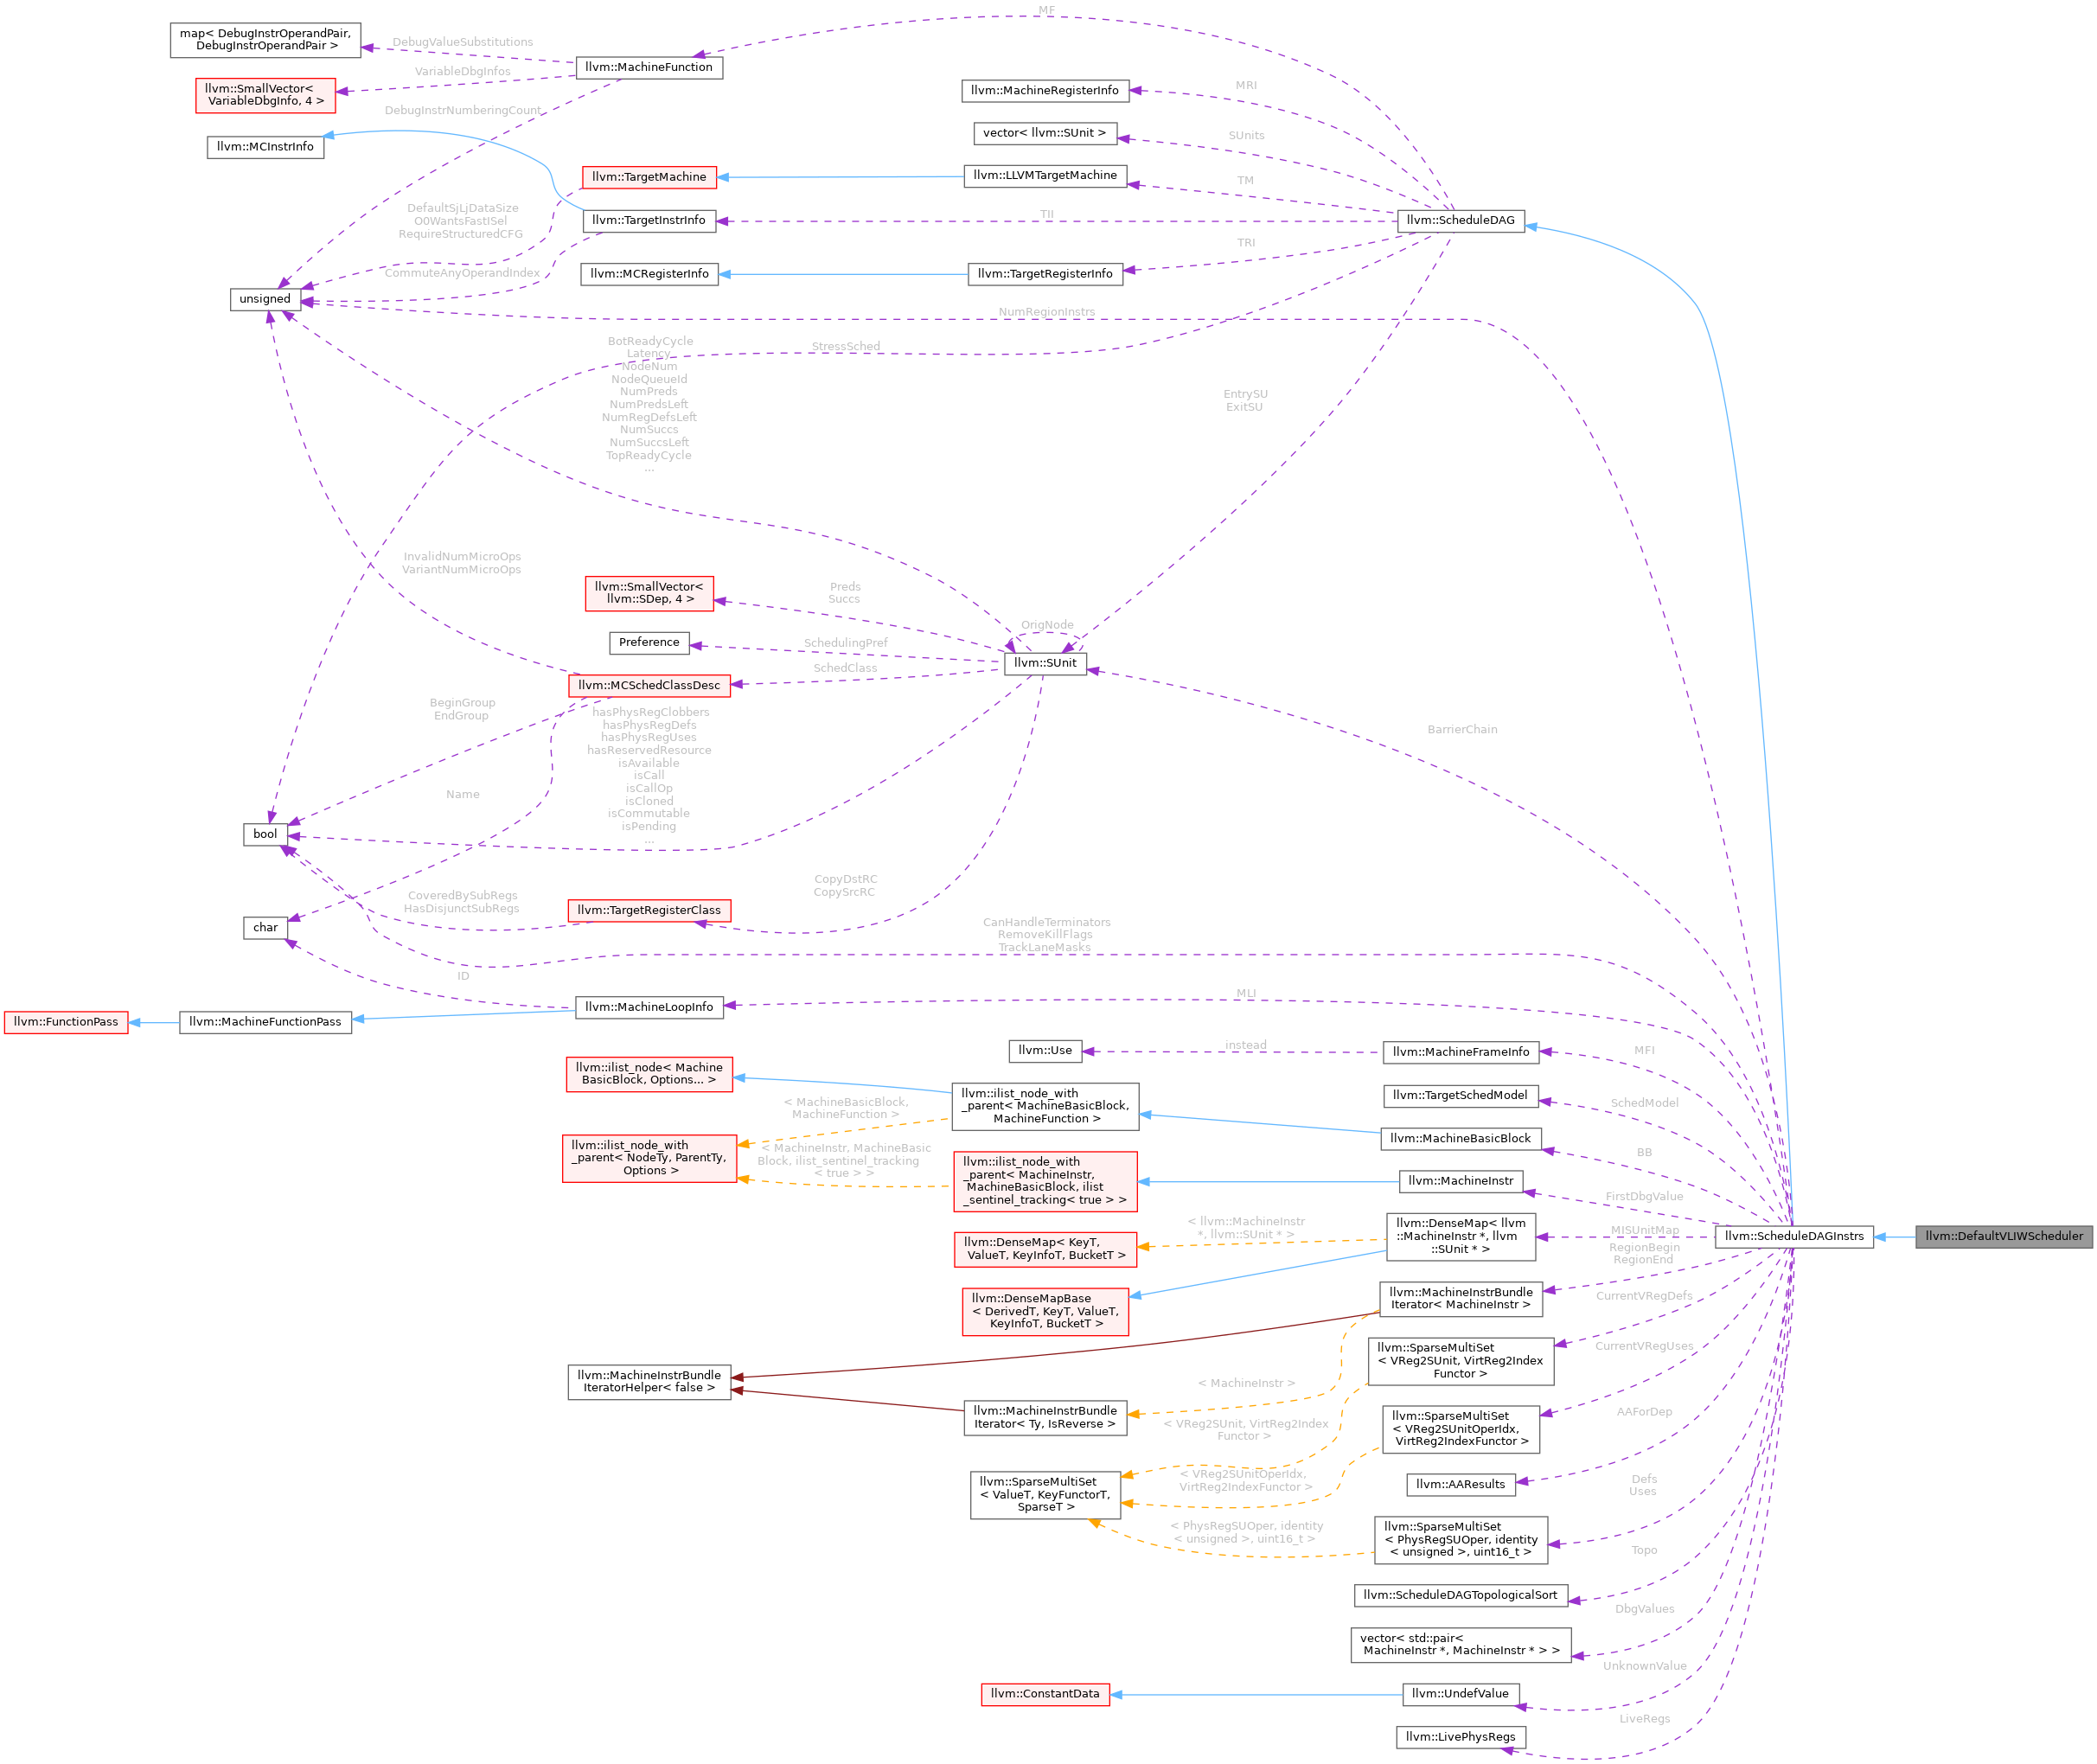 MF
map< DebugInstrOperandPair,
DebugInstrOperandPair >
DebugValueSubstitutions
llvm::MachineFunction
VariableDbgInfos
llvm::SmallVector<
VariableDbgInfo, 4 >
MRI
llvm::MachineRegisterInfo
DebugInstrNumberingCount
vector< llvm::SUnit >
SUnits
llvm::MCInstrInfo
llvm::TargetMachine
llvm::LLVMTargetMachine
TM
DefaultSjLjDataSize
O0WantsFastISel
RequireStructuredCFG
llvm::TargetInstrInfo
TII
llvm::ScheduleDAG
TRI
CommuteAnyOperandIndex
llvm::MCRegisterInfo
llvm::TargetRegisterInfo
unsigned
NumRegionInstrs
BotReadyCycle
Latency
NodeNum
NodeQueueId
NumPreds
NumPredsLeft
NumRegDefsLeft
NumSuccs
NumSuccsLeft
TopReadyCycle
...
StressSched
EntrySU
ExitSU
InvalidNumMicroOps
VariantNumMicroOps
llvm::SmallVector<
llvm::SDep, 4 >
Preds
Succs
OrigNode
Preference
SchedulingPref
llvm::SUnit
SchedClass
llvm::MCSchedClassDesc
BeginGroup
EndGroup
hasPhysRegClobbers
hasPhysRegDefs
hasPhysRegUses
hasReservedResource
isAvailable
isCall
isCallOp
isCloned
isCommutable
isPending
...
BarrierChain
Name
bool
CopyDstRC
CopySrcRC
CoveredBySubRegs
HasDisjunctSubRegs
llvm::TargetRegisterClass
char
CanHandleTerminators
RemoveKillFlags
TrackLaneMasks
ID
MLI
llvm::MachineLoopInfo
llvm::FunctionPass
llvm::MachineFunctionPass
llvm::Use
instead
llvm::MachineFrameInfo
MFI
llvm::ilist_node< Machine
BasicBlock, Options... >
llvm::ilist_node_with
_parent< MachineBasicBlock,
MachineFunction >
< MachineBasicBlock,
MachineFunction >
llvm::TargetSchedModel
SchedModel
llvm::MachineBasicBlock
BB
llvm::ilist_node_with
_parent< NodeTy, ParentTy,
Options >
< MachineInstr, MachineBasic
Block, ilist_sentinel_tracking
< true > >
llvm::ilist_node_with
_parent< MachineInstr,
MachineBasicBlock, ilist
_sentinel_tracking< true > >
llvm::MachineInstr
FirstDbgValue
llvm::DenseMap< KeyT,
ValueT, KeyInfoT, BucketT >
< llvm::MachineInstr
*, llvm::SUnit * >
llvm::DenseMap< llvm
::MachineInstr *, llvm
::SUnit * >
MISUnitMap
llvm::ScheduleDAGInstrs
llvm::DefaultVLIWScheduler
RegionBegin
RegionEnd
llvm::DenseMapBase
< DerivedT, KeyT, ValueT,
KeyInfoT, BucketT >
llvm::MachineInstrBundle
Iterator< MachineInstr >
CurrentVRegDefs
llvm::MachineInstrBundle
IteratorHelper< false >
< MachineInstr >
llvm::SparseMultiSet
< VReg2SUnit, VirtReg2Index
Functor >
CurrentVRegUses
llvm::MachineInstrBundle
Iterator< Ty, IsReverse >
< VReg2SUnit, VirtReg2Index
Functor >
llvm::SparseMultiSet
< VReg2SUnitOperIdx,
VirtReg2IndexFunctor >
AAForDep
llvm::SparseMultiSet
< ValueT, KeyFunctorT,
SparseT >
< VReg2SUnitOperIdx,
VirtReg2IndexFunctor >
llvm::AAResults
Defs
Uses
< PhysRegSUOper, identity
< unsigned >, uint16_t >
llvm::SparseMultiSet
< PhysRegSUOper, identity
< unsigned >, uint16_t >
Topo
llvm::ScheduleDAGTopologicalSort
DbgValues
vector< std::pair<
MachineInstr *, MachineInstr * > >
UnknownValue
llvm::ConstantData
llvm::UndefValue
LiveRegs
llvm::LivePhysRegs